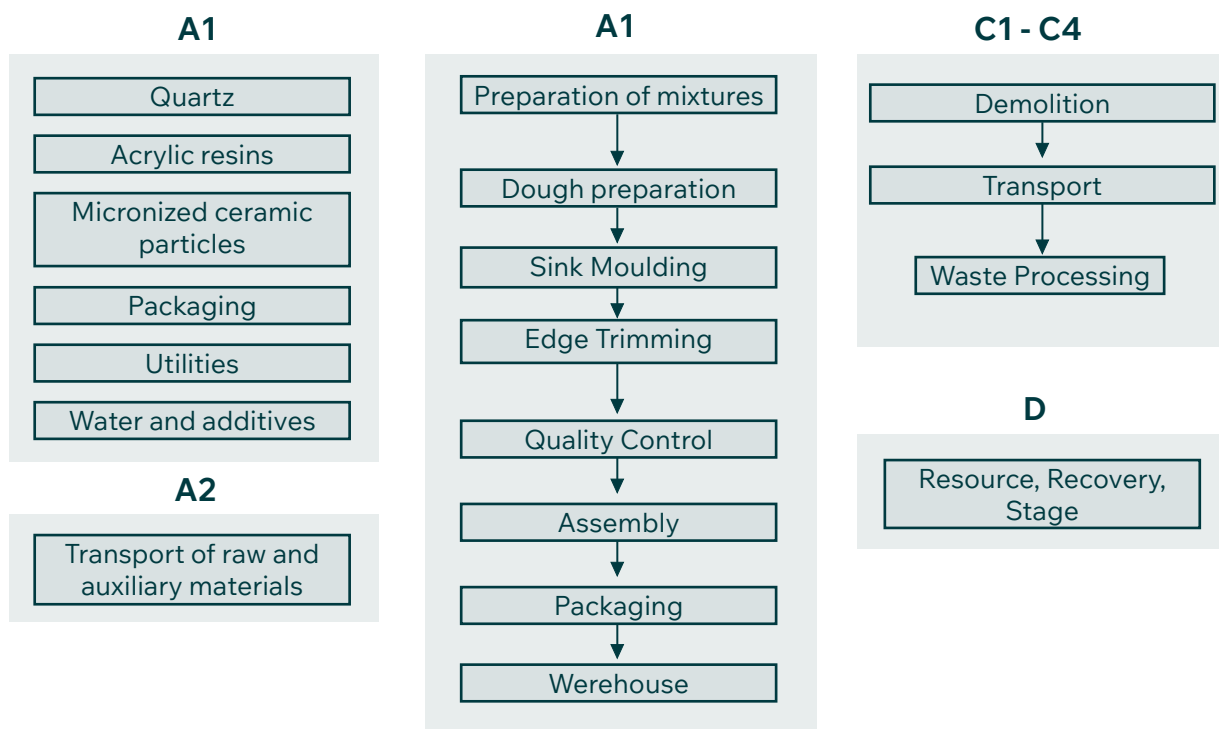 A1
Quartz
Acrylic resins
Micronized ceramic
particles
Packaging
Utilities
Water and additives
A2
Transport of raw and
auxiliary materials
A1
Preparation of mixtures
Dough preparation
Sink Moulding
Edge Trimming
Quality Control
Assembly
Packaging
Werehouse
C1 - C4
Demolition
Transport
Waste Processing
D
Resource, Recovery,
Stage